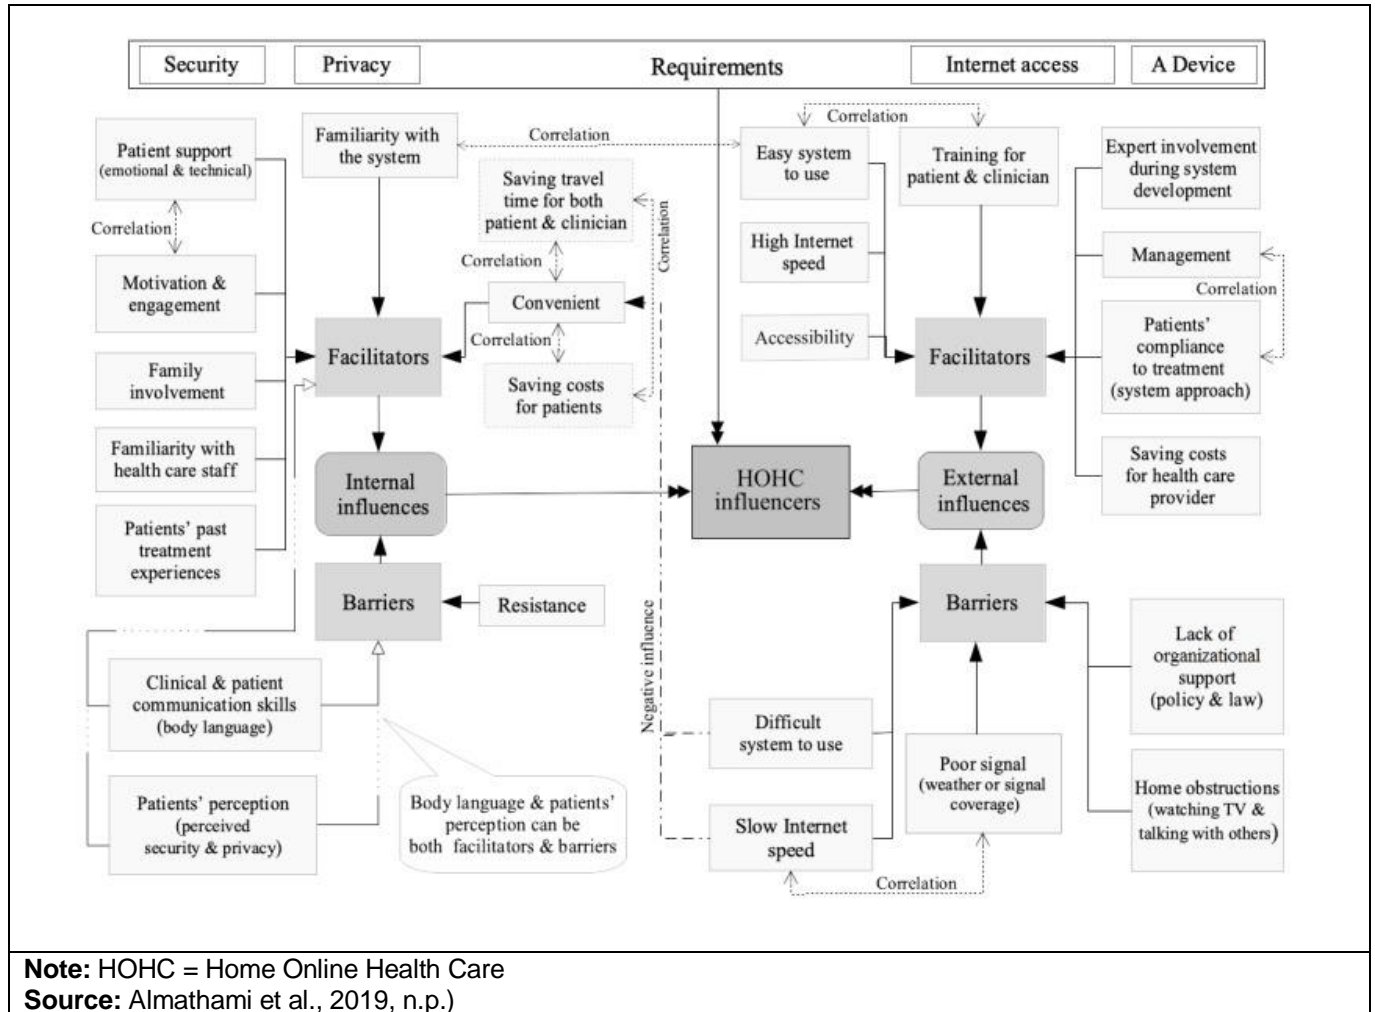 Security
Privacy
Requirements
Internet access
A Device
Patient support
(emotional & technical)
Correlation
Motivation &
engagement
Family
involvement
Familiarity with
health care staff
Patients’ past
treatment
experiences
Familiarity with
the system
Correlation
Saving travel
time for both
patient & clinician
Correlation
Correlation
Convenient
Correlation
Saving costs
for patients
Facilitators
Internal
influences
Barriers
Resistance
Clinical & patient
communication skills
(body language)
Patients’ perception
(perceived
security & privacy)
Body language & patients’
perception can be
both facilitators & barriers
HOHC
influencers
Negative influence
Correlation
Easy system
to use
Training for
patient & clinician
High Internet
speed
Accessibility
Facilitators
External
influences
Barriers
Expert involvement
during system
development
Management
Correlation
Patients’
compliance
to treatment
(system approach)
Saving costs
for health care
provider
Difficult
system to use
Slow Internet
speed
Poor signal
(weather or signal
coverage)
Correlation
Lack of
organizational
support
(policy & law)
Home obstructions
(watching TV &
talking with others)
Note: HOHC = Home Online Health Care
Source: Almathami et al., 2019, n.p.)